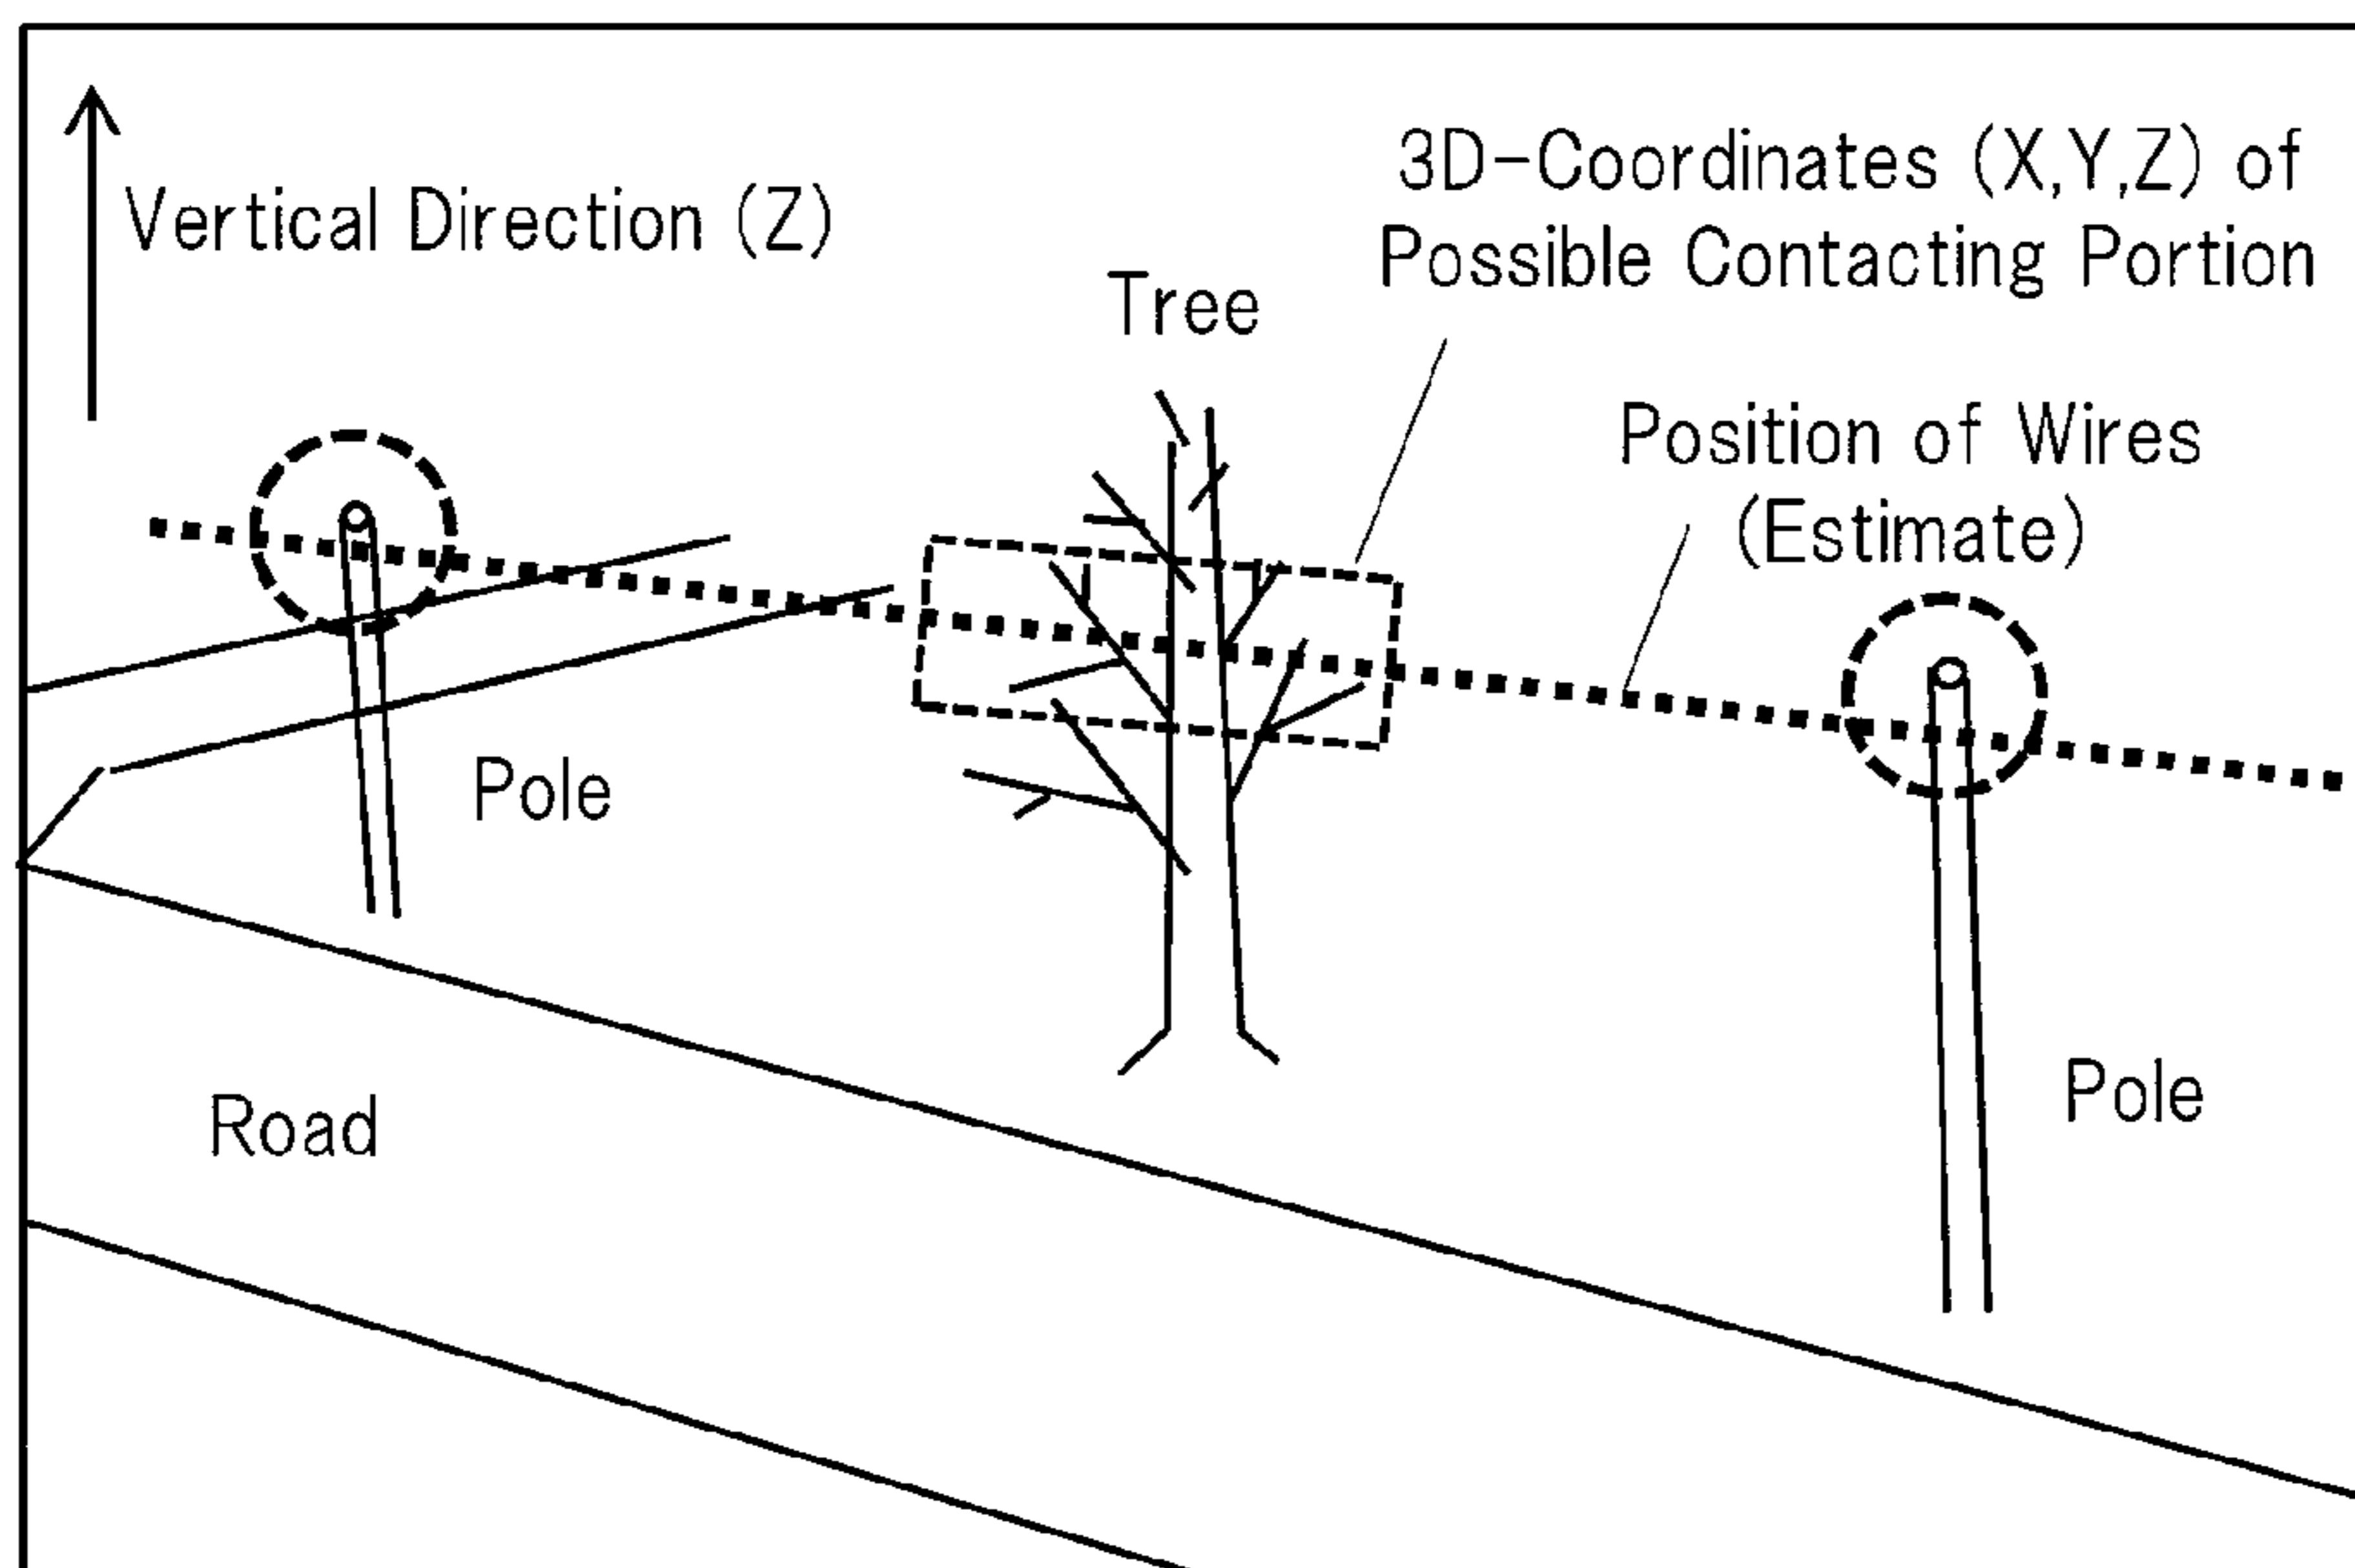 3D-Coordinates (X,Y,Z) of
Possible Contacting Portion
Vertical Direction (Z)
Tree
Position of Wires
(Estimate)
Pole
Road
Pole